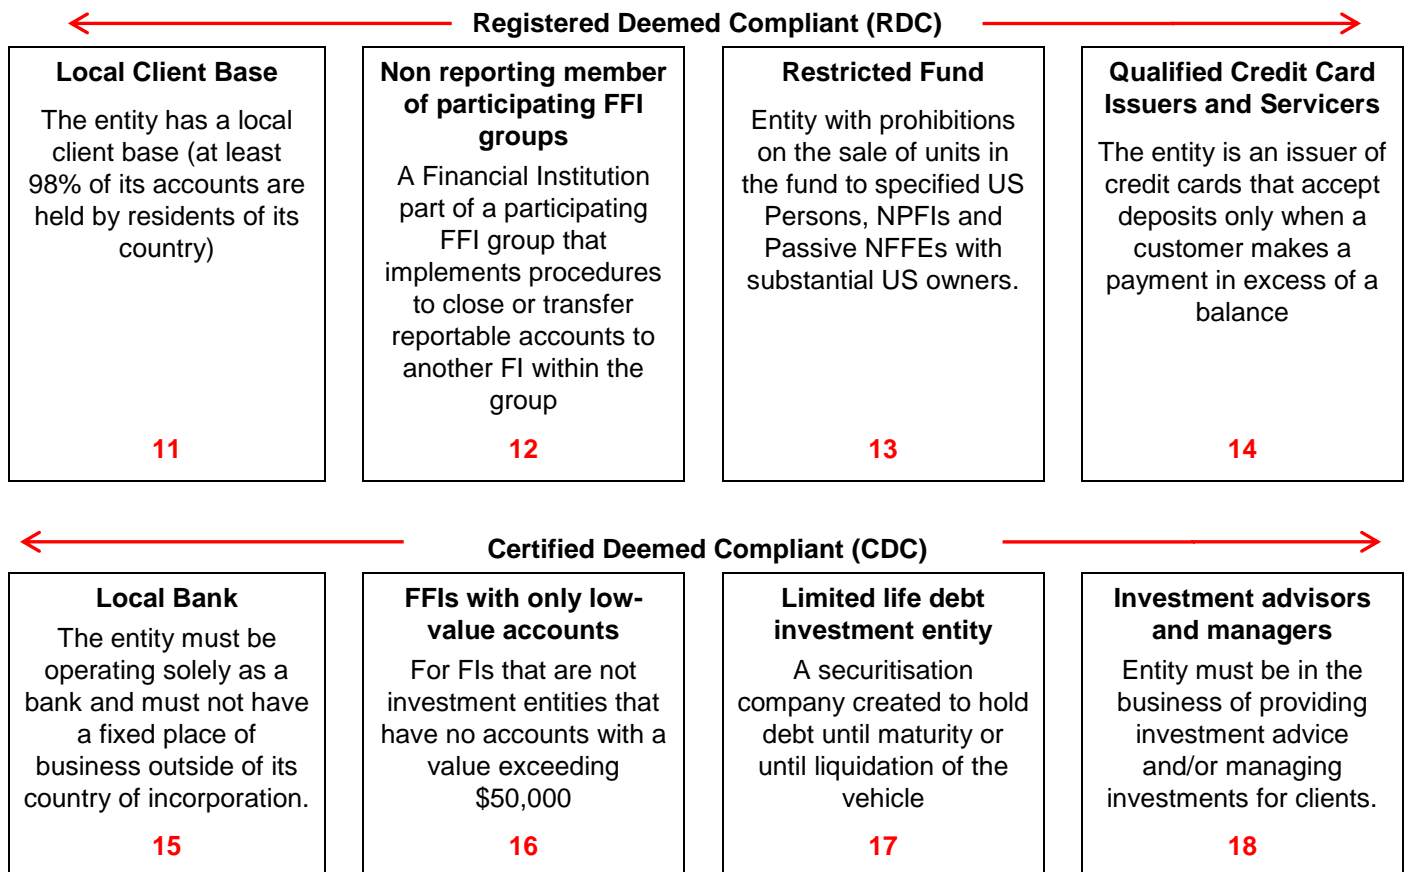 Registered Deemed Compliant (RDC)
Local Client Base
The entity has a local
client base (at least
98% of its accounts are
held by residents of its
country)
11
Non reporting member
of participating FFI
groups
A Financial Institution
part of a participating
FFI group that
implements procedures
to close or transfer
reportable accounts to
another FI within the
group
12
Restricted Fund
Entity with prohibitions
on the sale of units in
the fund to specified US
Persons, NPFIs and
Passive NFFEs with
substantial US owners.
13
Qualified Credit Card
Issuers and Servicers
The entity is an issuer of
credit cards that accept
deposits only when a
customer makes a
payment in excess of a
balance
14
Certified Deemed Compliant (CDC)
Local Bank
The entity must be
operating solely as a
bank and must not have
a fixed place of
business outside of its
country of incorporation.
15
FFIs with only low-
value accounts
For FIs that are not
investment entities that
have no accounts with a
value exceeding
$50,000
16
Limited life debt
investment entity
A securitisation
company created to hold
debt until maturity or
until liquidation of the
vehicle
17
Investment advisors
and managers
Entity must be in the
business of providing
investment advice
and/or managing
investments for clients.
18